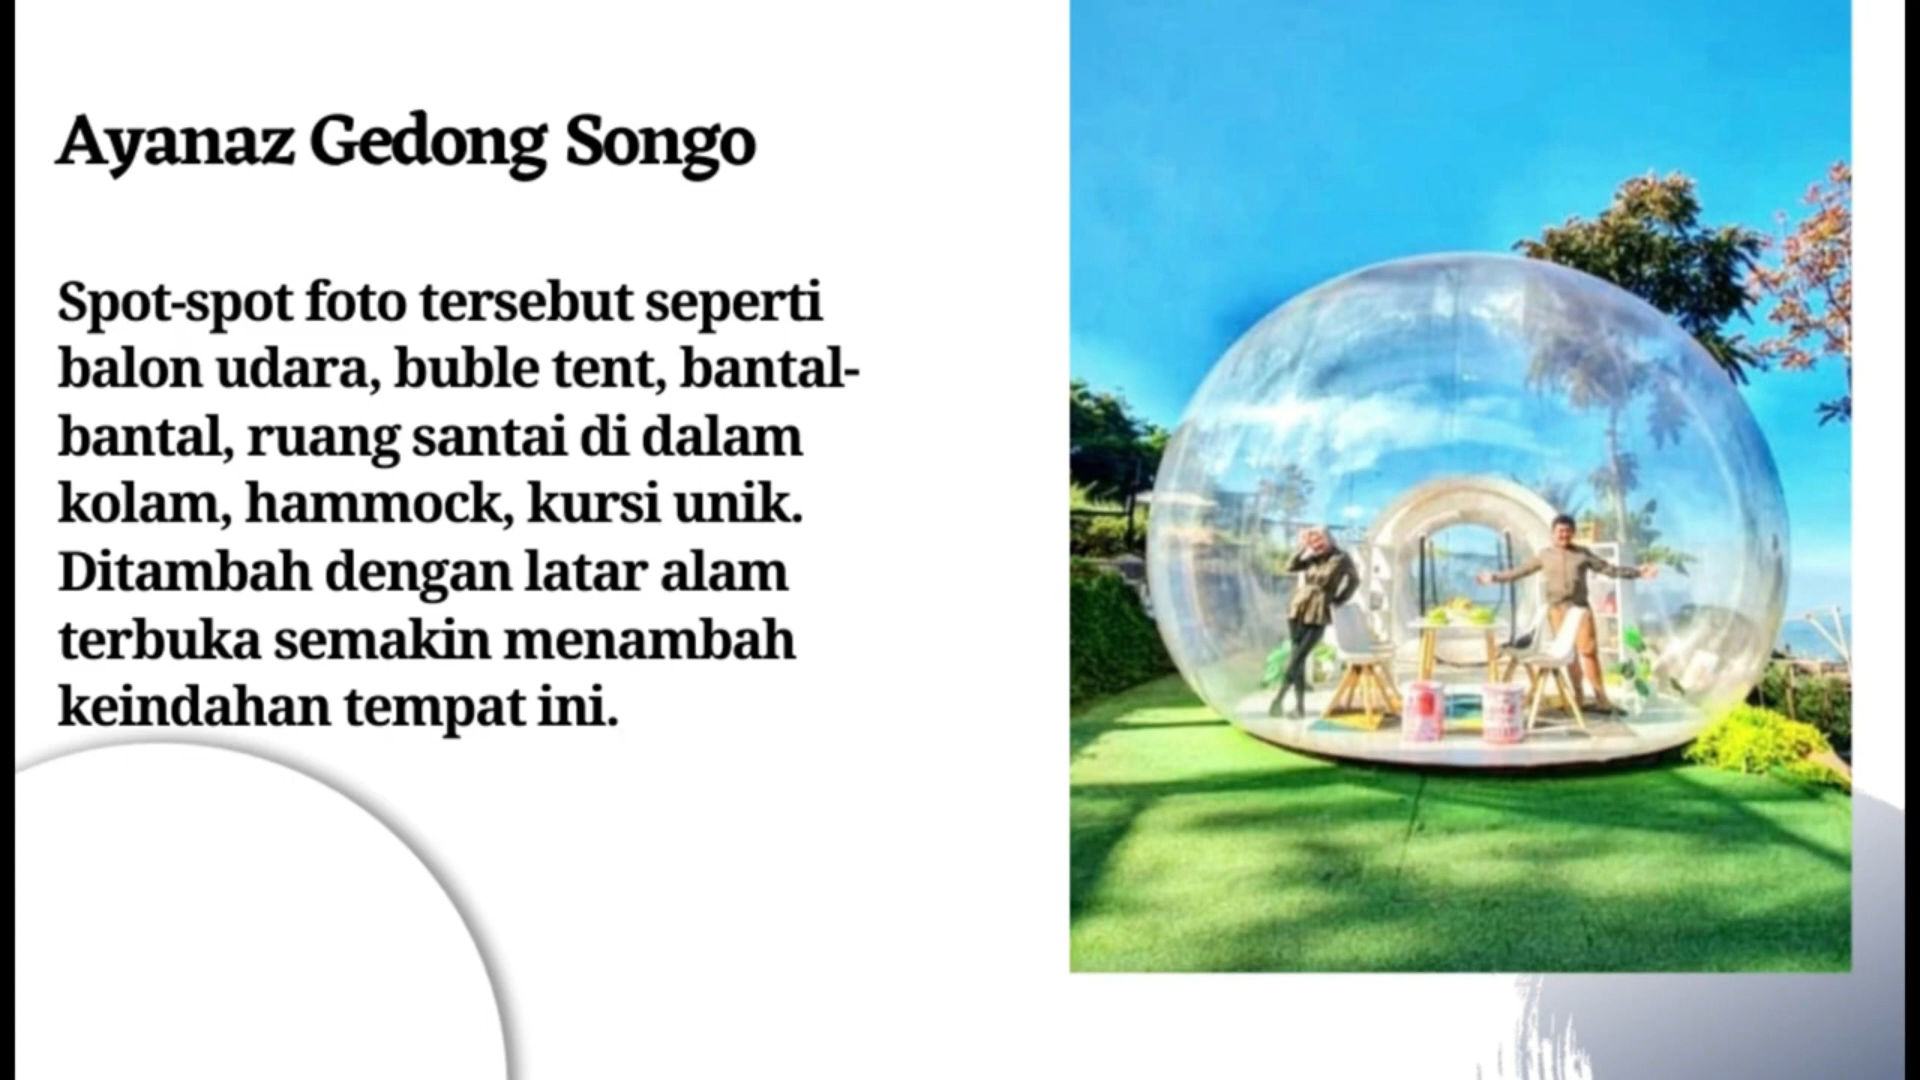 Ayanaz Gedong Songo
Spot-spot foto tersebut seperti
balon udara, buble tent, bantal-
bantal, ruang santai di dalam
kolam, hammock, kursi unik.
Ditambah dengan latar alam
terbuka semakin menambah
keindahan tempat ini.